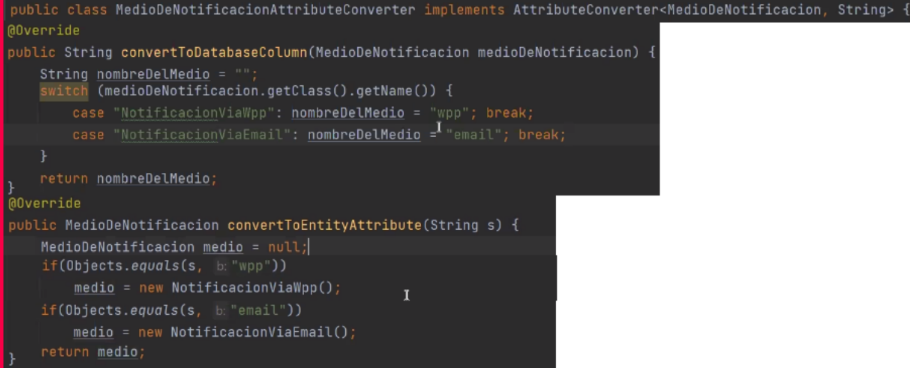 public class MedioDeNotificacionAttributeConverter implements AttributeConverter<MedioDeNotificacion, String> {
@Override
public String convertToDatabaseColumn(MedioDeNotificacion medioDeNotificacion) {
String nombreDelMedio = "";
switch (medioDeNotificacion.getClass().getName()) {
case "NotificacionViaWpp": nombreDelMedio = "wpp"; break;
case "NotificacionViaEmail": nombreDelMedio = "email"; break;
}
return nombreDelMedio;
}
@Override
public MedioDeNotificacion convertToEntityAttribute(String s) {
MedioDeNotificacion medio = null;
if(Objects.equals(s, b: "wpp"))
medio = new NotificacionViaWpp();
if(Objects.equals(s, b: "email"))
medio = new NotificacionViaEmail();
return medio;
}